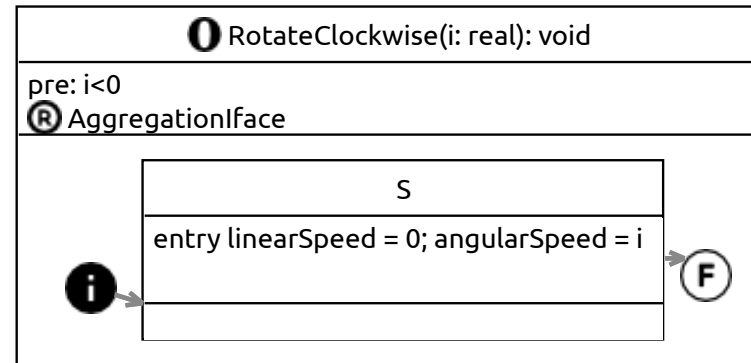 O RotateClockwise(i: real): void
pre: i<0
R AggregationIface
S
entry linearSpeed = 0; angularSpeed = i
i
F